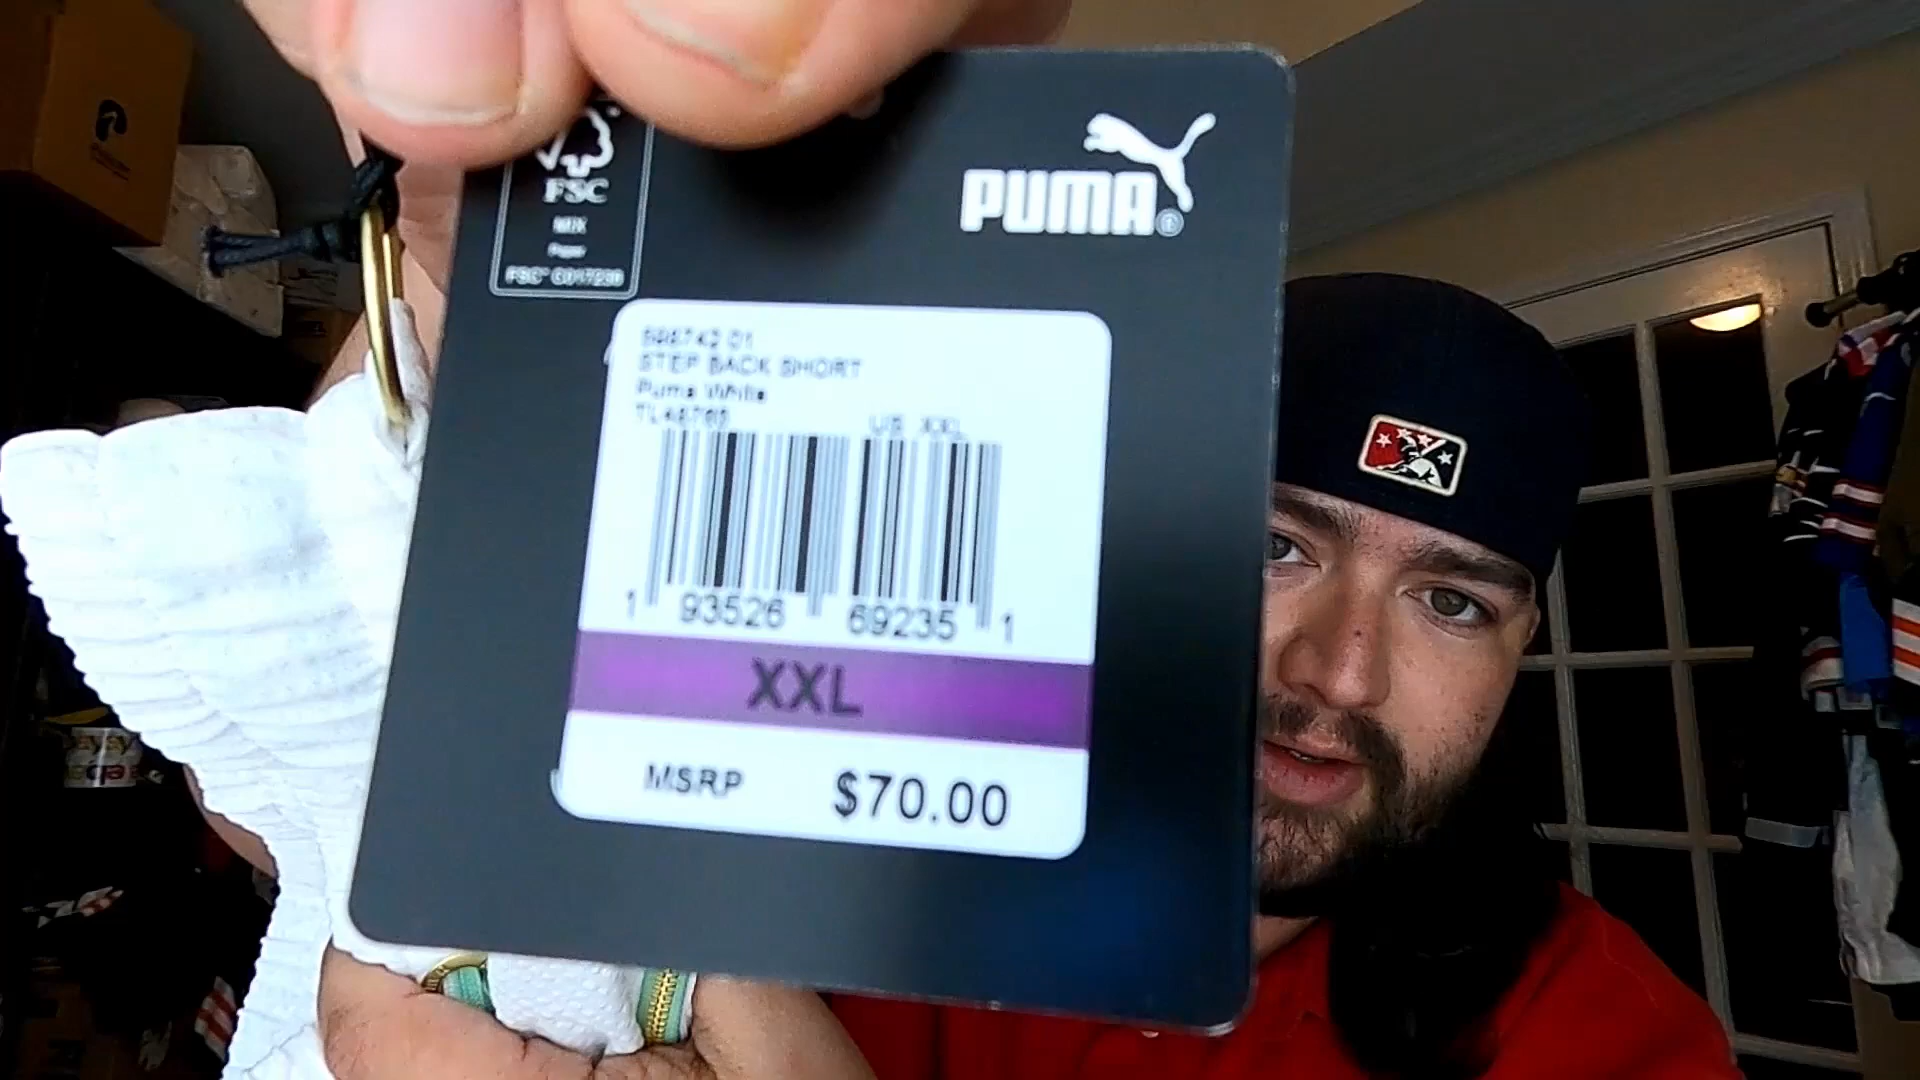 PUMA®
FSC
MIX
Paper
STEP BACK SHORT
Puma White
US XXL
1 93526 69235 1
XXL
MSRP $70.00